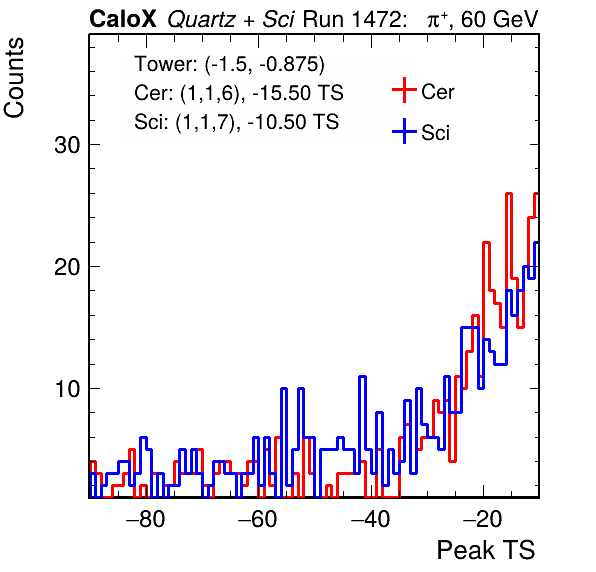 CaloX Quartz + Sci Run 1472: π⁺, 60 GeV
Counts
Tower: (-1.5, -0.875)
Cer: (1,1,6), -15.50 TS
Sci: (1,1,7), -10.50 TS
Cer
Sci
30
20
10
−80 −60 −40 −20
Peak TS